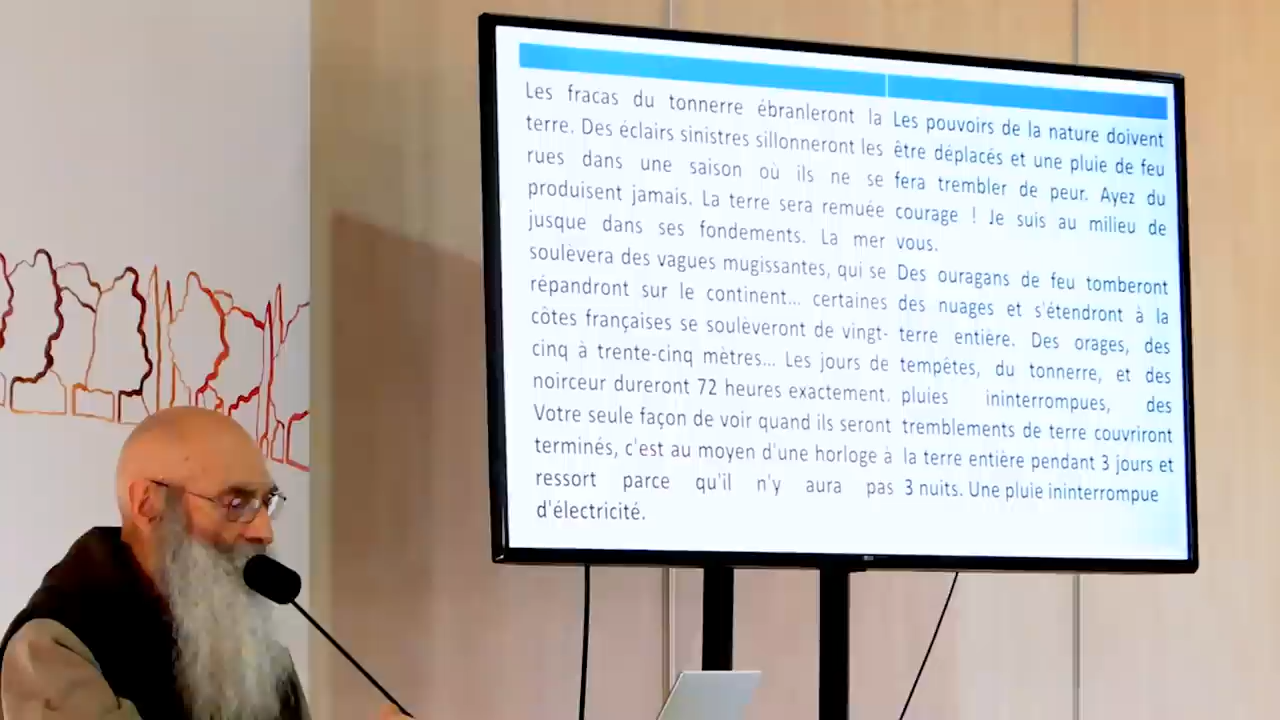 Les fracas du tonnerre ébranleront la
terre. Des éclairs sinistres sillonneront les
rues dans une saison où ils ne se
produisent jamais. La terre sera remuée
jusque dans ses fondements. La mer
soulèvera des vagues mugissantes, qui se
répandront sur le continent... certaines
côtes françaises se soulèveront de vingt-
cinq à trente-cinq mètres... Les jours de
noirceur dureront 72 heures exactement.
Votre seule façon de voir quand ils seront
terminés, c'est au moyen d'une horloge à
ressort parce qu'il n'y aura pas
d'électricité.
Les pouvoirs de la nature doivent
être déplacés et une pluie de feu
fera trembler de peur. Ayez du
courage ! Je suis au milieu de
vous.
Des ouragans de feu tomberont
des nuages et s'étendront à la
terre entière. Des orages, des
tempêtes, du tonnerre, et des
pluies ininterrompues, des
tremblements de terre couvriront
la terre entière pendant 3 jours et
3 nuits. Une pluie ininterrompue